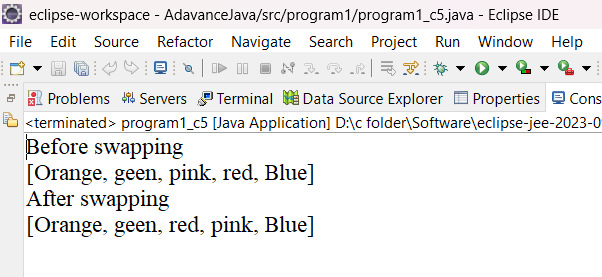 eclipse-workspace - AdavanceJava/src/program1/program1_c5.java - Eclipse IDE
File Edit Source Refactor Navigate Search Project Run Window Help
Problems Servers Terminal Data Source Explorer Properties Cons
<terminated> program1_c5 [Java Application] D:\c folder\Software\eclipse-jee-2023-0
Before swapping
[Orange, geen, pink, red, Blue]
After swapping
[Orange, geen, red, pink, Blue]